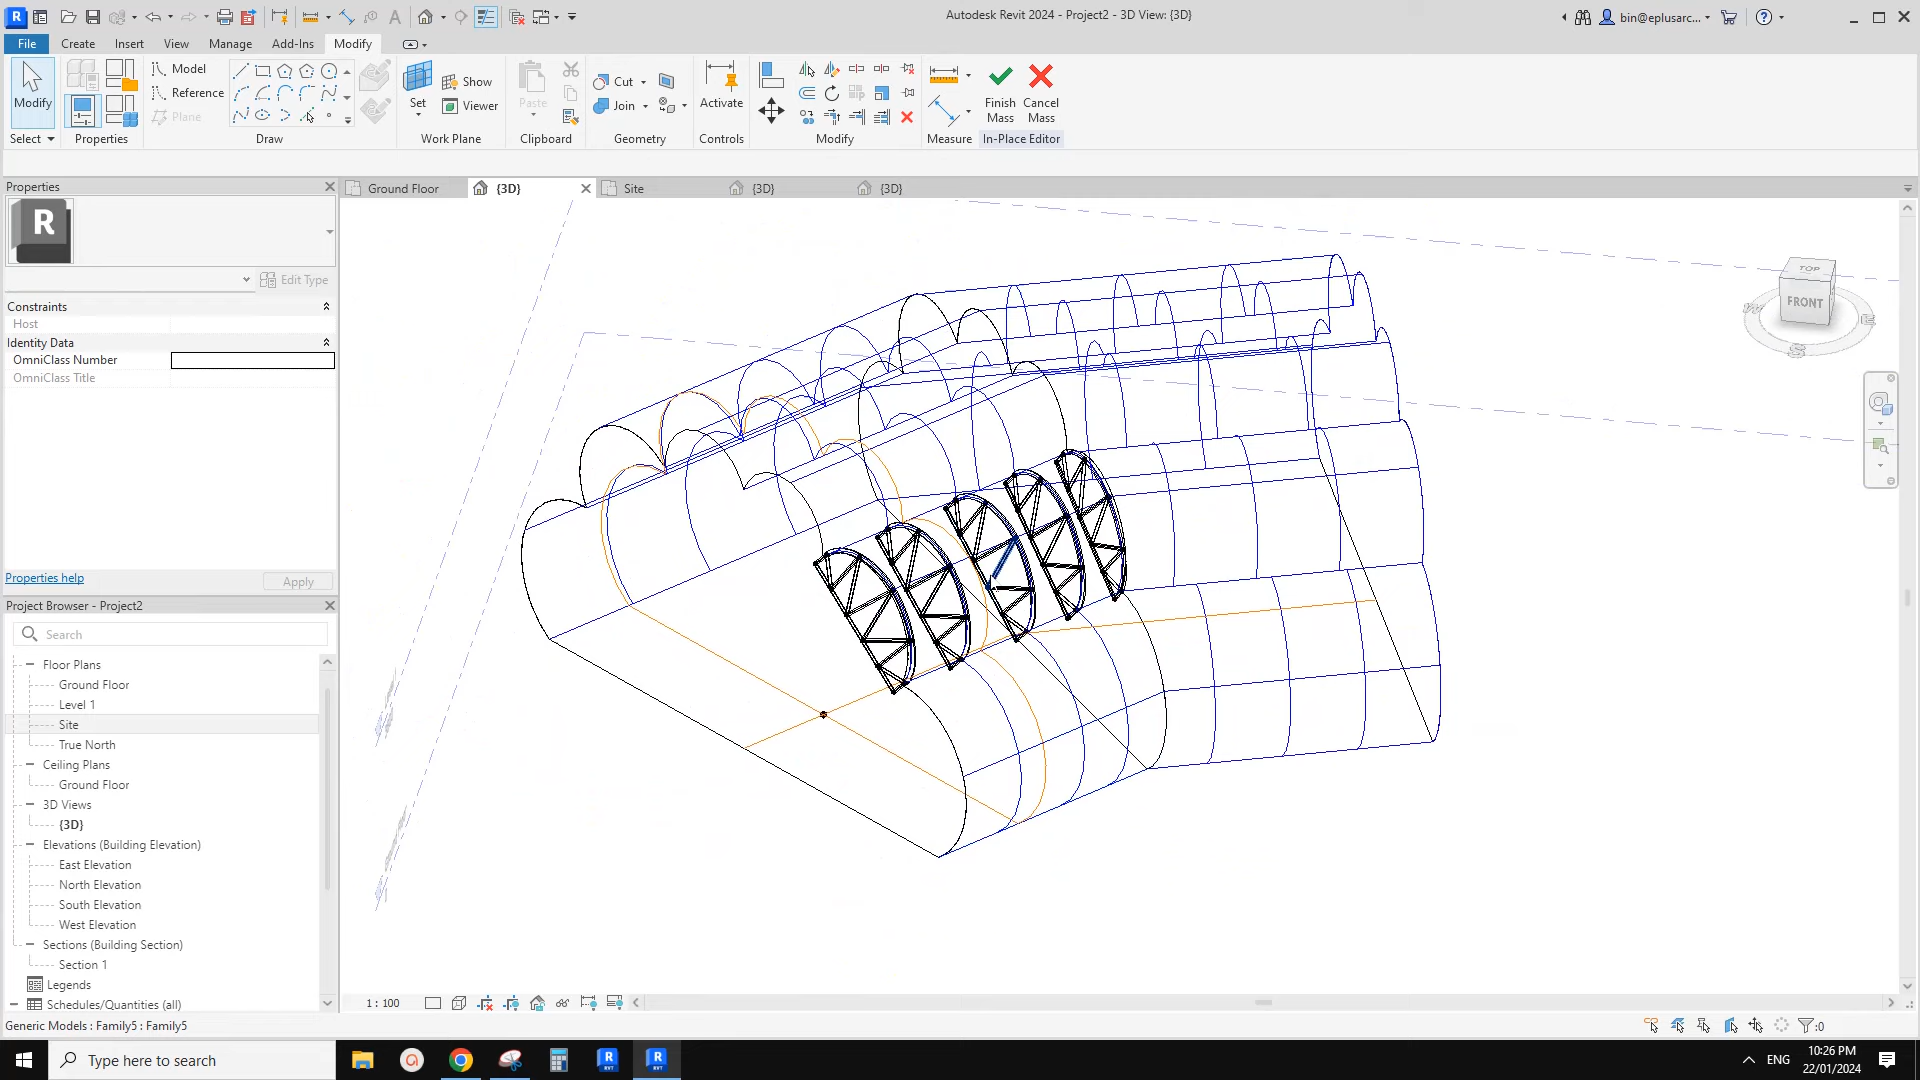 Autodesk Revit 2024 - Project2 - 3D View: {3D}
bin@eplusarc...
File
Create
Insert
View
Manage
Add-Ins
Modify
Modify
Select
Properties
Model
Reference
Plane
Draw
Set
Show
Viewer
Work Plane
Paste
Clipboard
Cut
Join
Geometry
Activate
Controls
Modify
Measure
Finish
Mass
Cancel
Mass
In-Place Editor
Properties
Ground Floor
{3D}
Site
{3D}
{3D}
R
Edit Type
Constraints
Host
Identity Data
OmniClass Number
OmniClass Title
Properties help
Apply
Project Browser - Project2
Search
Floor Plans
Ground Floor
Level 1
Site
True North
Ceiling Plans
Ground Floor
3D Views
{3D}
Elevations (Building Elevation)
East Elevation
North Elevation
South Elevation
West Elevation
Sections (Building Section)
Section 1
Legends
Schedules/Quantities (all)
TOP
FRONT
W
E
S
1 : 100
Generic Models : Family5 : Family5
:0
Type here to search
ENG
10:26 PM
22/01/2024